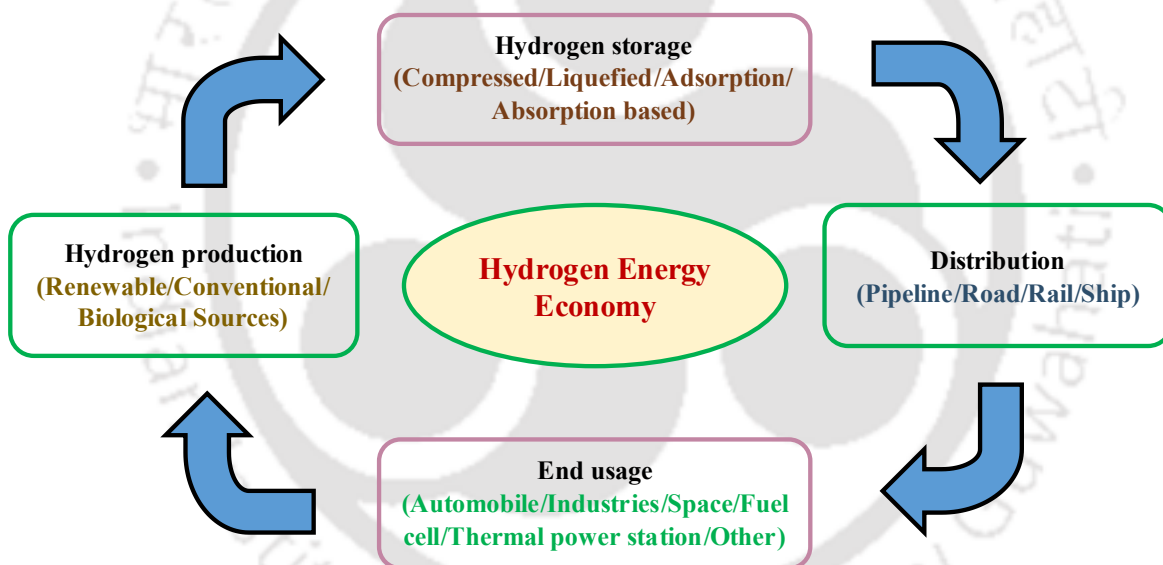 Hydrogen storage
(Compressed/Liquefied/Adsorption/
Absorption based)
Hydrogen production
(Renewable/Conventional/
Biological Sources)
Hydrogen Energy
Economy
Distribution
(Pipeline/Road/Rail/Ship)
End usage
(Automobile/Industries/Space/Fuel
cell/Thermal power station/Other)